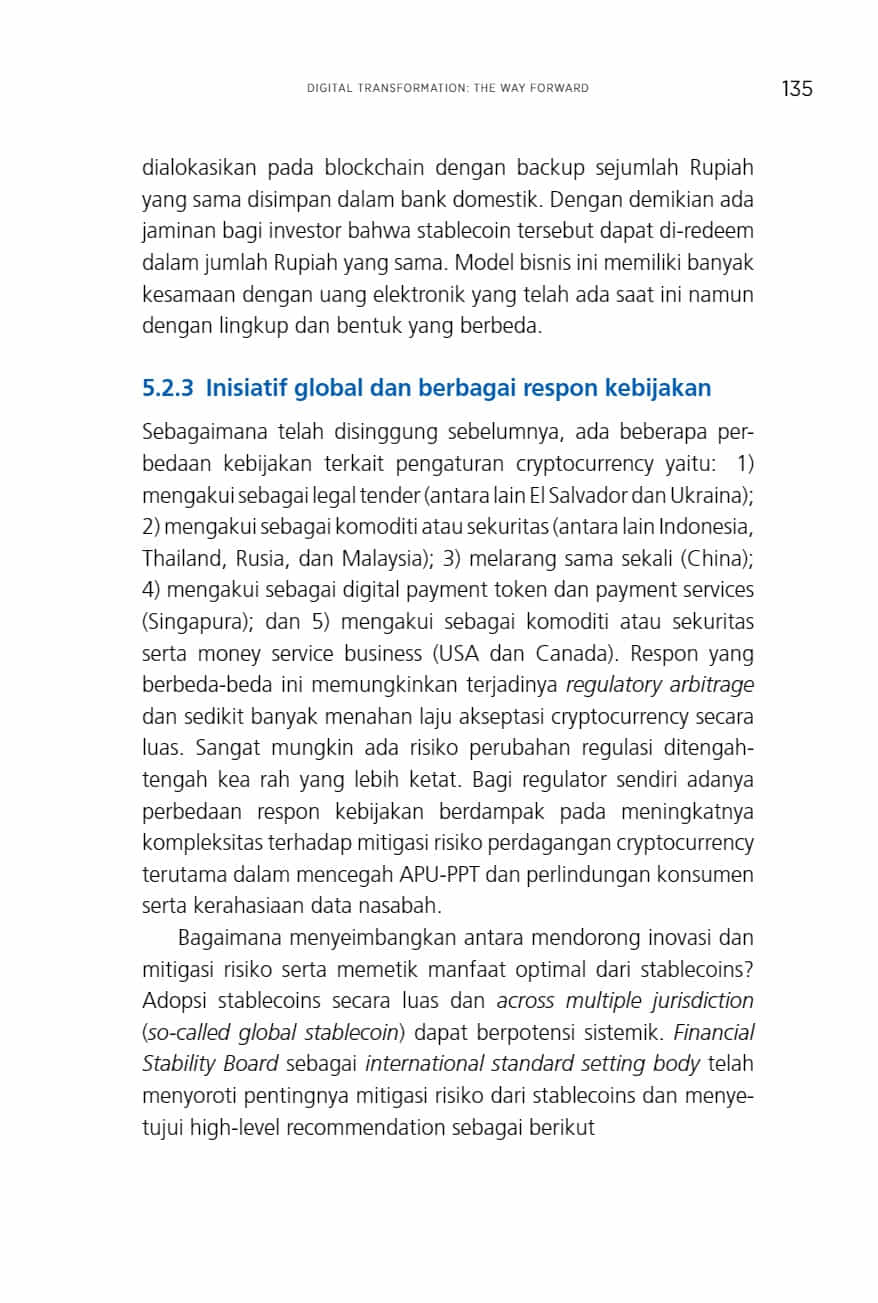 DIGITAL TRANSFORMATION: THE WAY FORWARD
135
dialokasikan pada blockchain dengan backup sejumlah Rupiah
yang sama disimpan dalam bank domestik. Dengan demikian ada
jaminan bagi investor bahwa stablecoin tersebut dapat di-redeem
dalam jumlah Rupiah yang sama. Model bisnis ini memiliki banyak
kesamaan dengan uang elektronik yang telah ada saat ini namun
dengan lingkup dan bentuk yang berbeda.
5.2.3 Inisiatif global dan berbagai respon kebijakan
Sebagaimana telah disinggung sebelumnya, ada beberapa per-
bedaan kebijakan terkait pengaturan cryptocurrency yaitu: 1)
mengakui sebagai legal tender (antara lain El Salvador dan Ukraina);
2) mengakui sebagai komoditi atau sekuritas (antara lain Indonesia,
Thailand, Rusia, dan Malaysia); 3) melarang sama sekali (China);
4) mengakui sebagai digital payment token dan payment services
(Singapura); dan 5) mengakui sebagai komoditi atau sekuritas
serta money service business (USA dan Canada). Respon yang
berbeda-beda ini memungkinkan terjadinya regulatory arbitrage
dan sedikit banyak menahan laju akseptasi cryptocurrency secara
luas. Sangat mungkin ada risiko perubahan regulasi ditengah-
tengah kea rah yang lebih ketat. Bagi regulator sendiri adanya
perbedaan respon kebijakan berdampak pada meningkatnya
kompleksitas terhadap mitigasi risiko perdagangan cryptocurrency
terutama dalam mencegah APU-PPT dan perlindungan konsumen
serta kerahasiaan data nasabah.
Bagaimana menyeimbangkan antara mendorong inovasi dan
mitigasi risiko serta memetik manfaat optimal dari stablecoins?
Adopsi stablecoins secara luas dan across multiple jurisdiction
(so-called global stablecoin) dapat berpotensi sistemik. Financial
Stability Board sebagai international standard setting body telah
menyoroti pentingnya mitigasi risiko dari stablecoins dan menye-
tujui high-level recommendation sebagai berikut